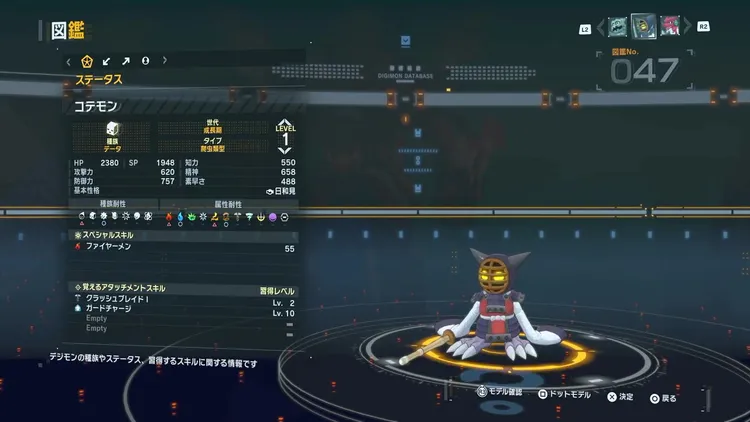 図鑑
L2
R2
図鑑No.
047
DIGIMON DATABASE
ステータス
コテモン
種族
データ
世代
成長期
タイプ
爬虫類型
LEVEL
1
HP 2380 SP 1948 知力 550
攻撃力 620 精神 658
防御力 757 素早さ 488
基本性格 日和見
種族耐性 属性耐性
スペシャルスキル
ファイヤーメン 55
覚えるアタッチメントスキル 習得レベル
クラッシュブレイドⅠ Lv. 2
ガードチャージ Lv. 10
Empty
Empty
デジモンの種族やステータス、習得するスキルに関する情報です
R3 モデル確認 ドットモデル 決定 戻る